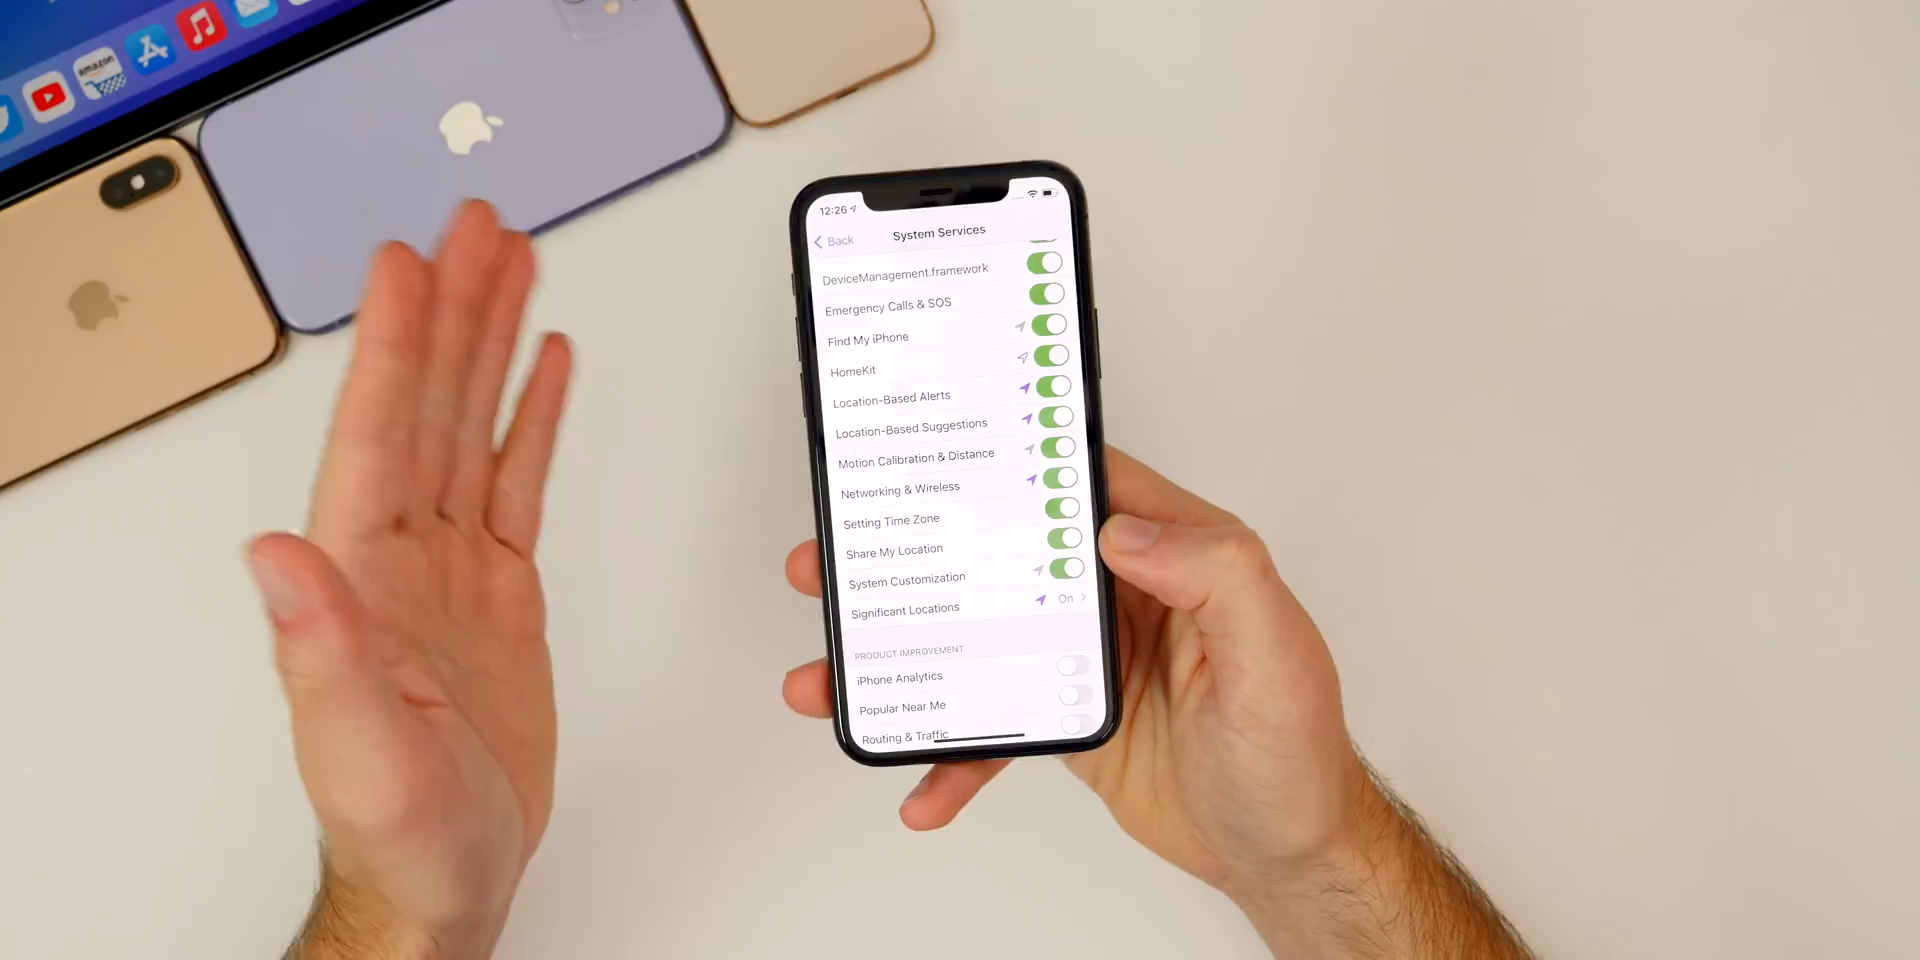 amazon
12:26
Back
System Services
DeviceManagement.framework
Emergency Calls & SOS
Find My iPhone
HomeKit
Location-Based Alerts
Location-Based Suggestions
Motion Calibration & Distance
Networking & Wireless
Setting Time Zone
Share My Location
System Customization
Significant Locations On
PRODUCT IMPROVEMENT
iPhone Analytics
Popular Near Me
Routing & Traffic